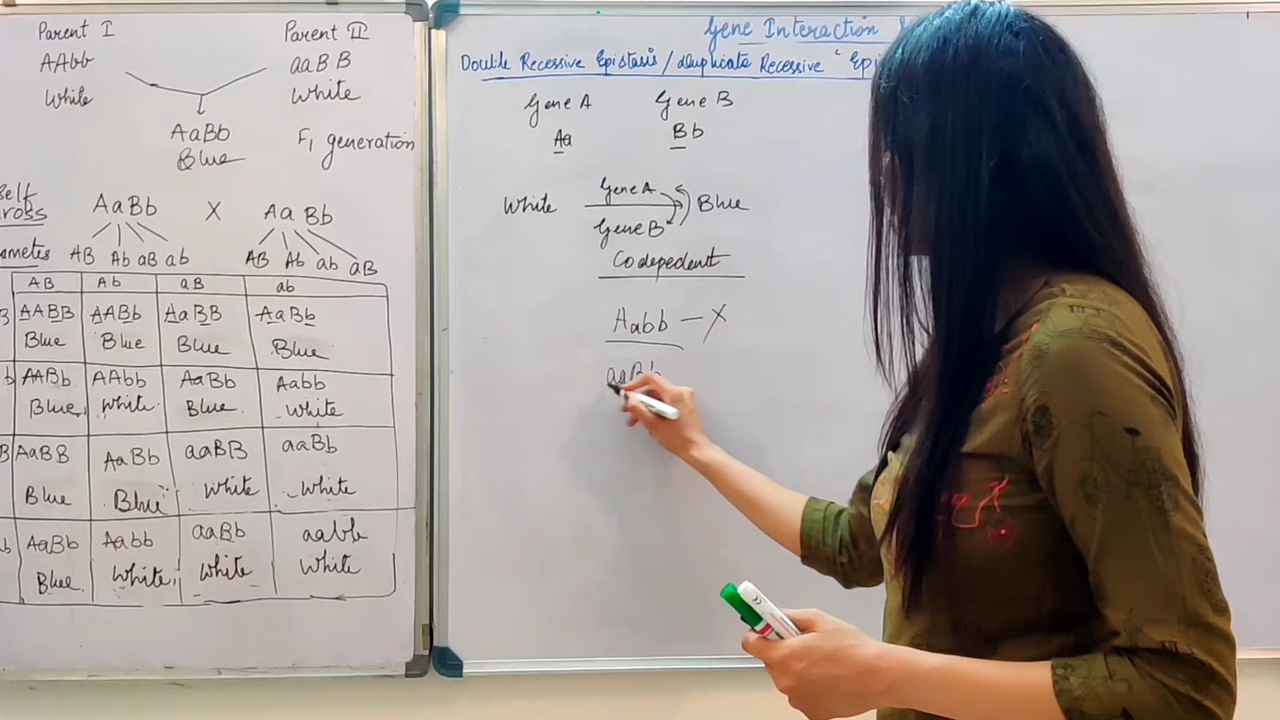 Parent I Parent II
AAbb aaBB
White White
AaBb
Blue
F1 generation
Self
Cross
AaBb X AaBb
AB Ab aB ab AB Ab ab aB
AB Ab aB ab
AABB AABb AaBB AaBb
Blue Blue Blue Blue
AABb AAbb AaBb Aabb
Blue White Blue White
AaBB AaBb aaBB aaBb
Blue Blue White White
AaBb Aabb aaBb aabb
Blue White White White
Gene Interaction
Double Recessive Epistasis / duplicate Recessive "
Gene A Gene B
Aa Bb
White Gene A Blue
Gene B
Codepedent
Aabb – X
aaBb